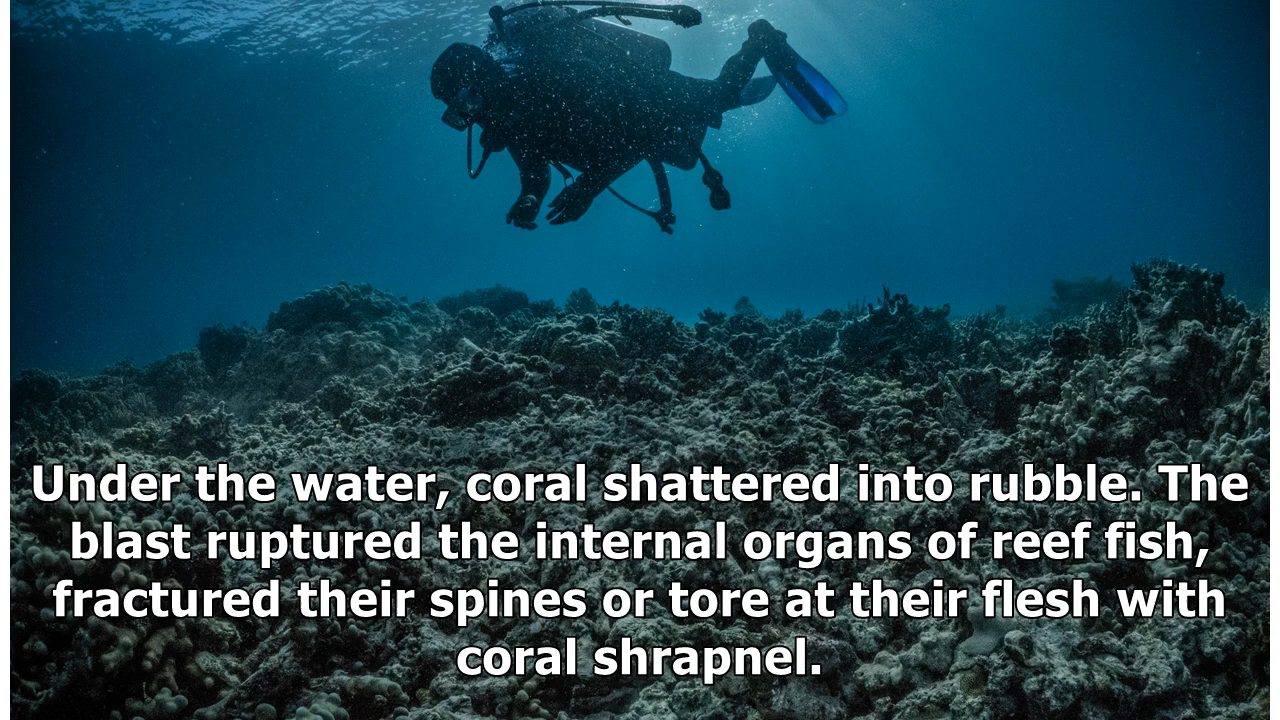 Under the water, coral shattered into rubble. The
blast ruptured the internal organs of reef fish,
fractured their spines or tore at their flesh with
coral shrapnel.